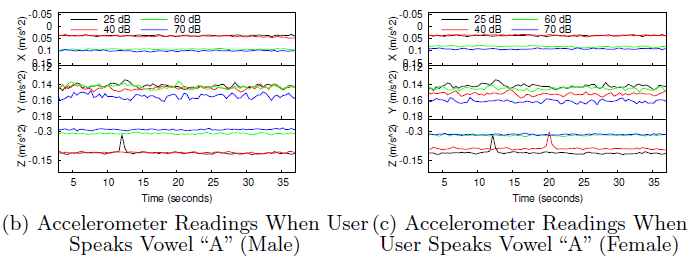 -0.05
0
0.05
0.1
0.15
X (m/s^2)
25 dB
40 dB
60 dB
70 dB
0.12
0.14
0.16
0.18
Y (m/s^2)
-0.3
-0.15
Z (m/s^2)
5 10 15 20 25 30 35
Time (seconds)
(b) Accelerometer Readings When User
Speaks Vowel “A” (Male)
-0.05
0
0.05
0.1
0.15
X (m/s^2)
25 dB
40 dB
60 dB
70 dB
0.12
0.14
0.16
0.18
Y (m/s^2)
-0.3
-0.15
Z (m/s^2)
5 10 15 20 25 30 35
Time (seconds)
(c) Accelerometer Readings When
User Speaks Vowel “A” (Female)